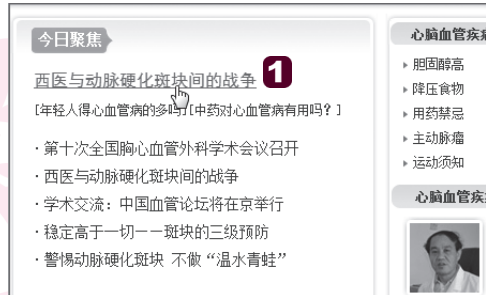 今日聚焦
西医与动脉硬化斑块间的战争 1
[年轻人得心血管病的多吗] [中药对心血管病有用吗？]
·第十次全国胸心血管外科学术会议召开
·西医与动脉硬化斑块间的战争
·学术交流：中国血管论坛将在京举行
·稳定高于一切——斑块的三级预防
·警惕动脉硬化斑块 不做“温水青蛙”
心脑血管疾病
胆固醇高
降压食物
用药禁忌
主动脉瘤
运动须知
心脑血管疾